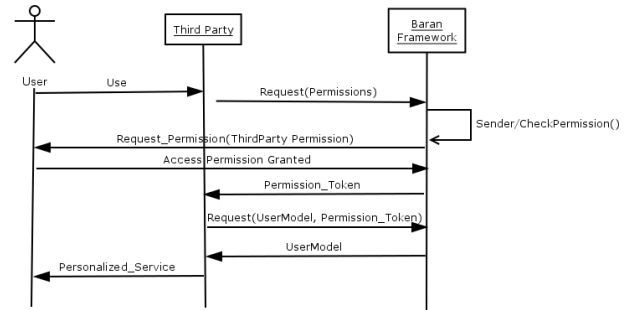 Third Party
Baran
Framework
User
Use
Request(Permissions)
Sender/CheckPermission()
Request_Permission(ThirdParty Permission)
Access Permission Granted
Permission_Token
Request(UserModel, Permission_Token)
UserModel
Personalized_Service